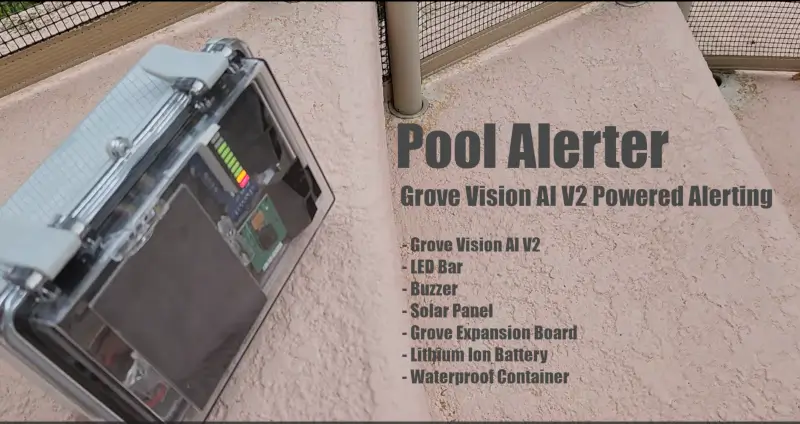 Pool Alerter
Grove Vision AI V2 Powered Alerting
- Grove Vision AI V2
- LED Bar
- Buzzer
- Solar Panel
- Grove Expansion Board
- Lithium Ion Battery
- Waterproof Container